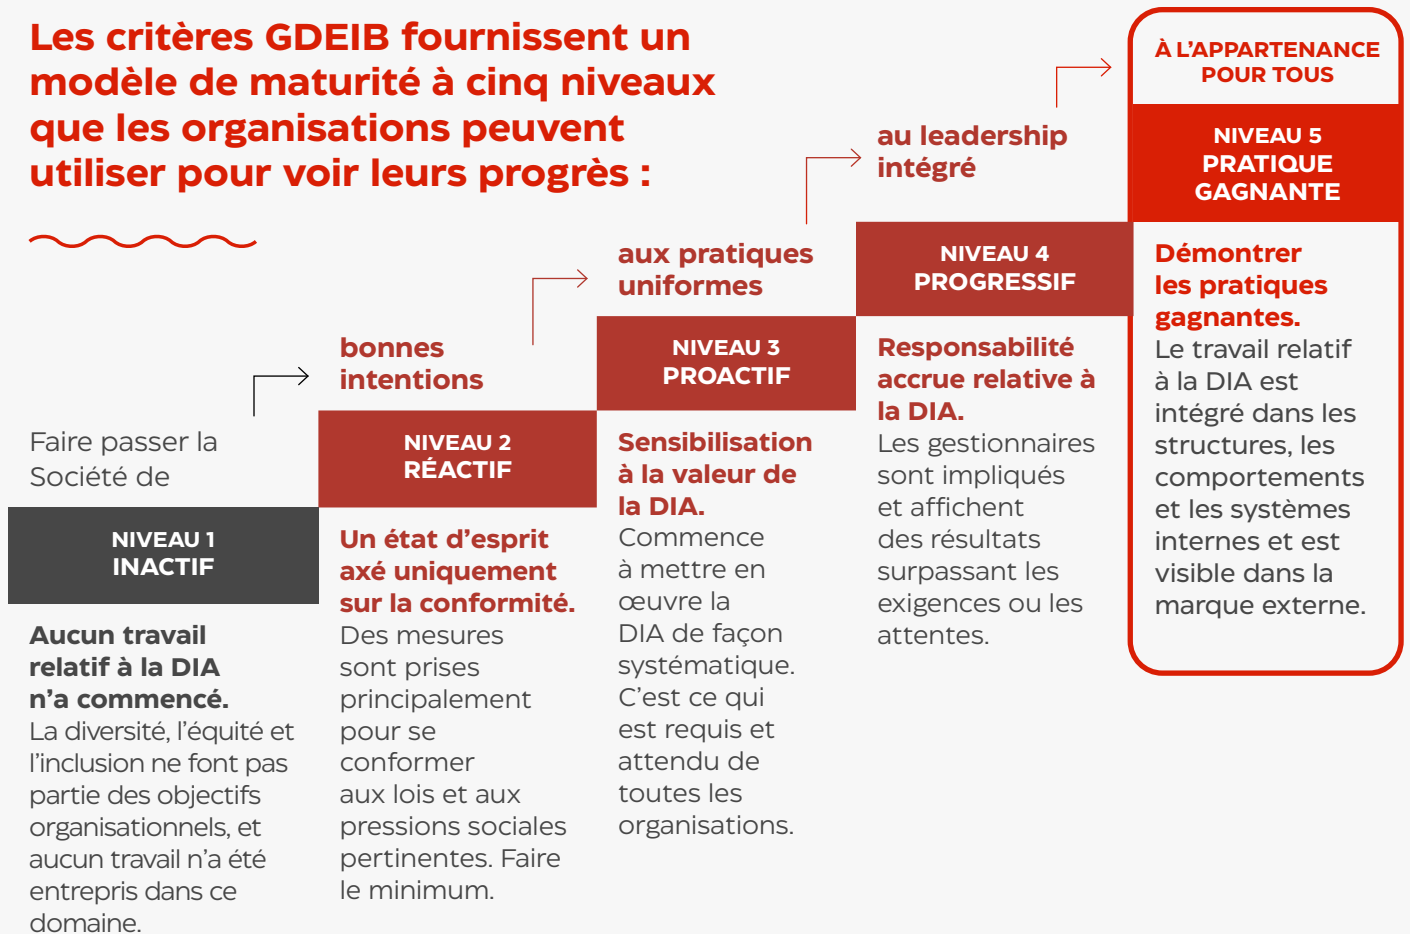 Les critères GDEIB fournissent un
modèle de maturité à cinq niveaux
que les organisations peuvent
utiliser pour voir leurs progrès :
Faire passer la
Société de
NIVEAU 1
INACTIF
Aucun travail
relatif à la DIA
n’a commencé.
La diversité, l’équité et
l’inclusion ne font pas
partie des objectifs
organisationnels, et
aucun travail n’a été
entrepris dans ce
domaine.
bonnes
intentions
NIVEAU 2
RÉACTIF
Un état d’esprit
axé uniquement
sur la conformité.
Des mesures
sont prises
principalement
pour se
conformer
aux lois et aux
pressions sociales
pertinentes. Faire
le minimum.
aux pratiques
uniformes
NIVEAU 3
PROACTIF
Sensibilisation
à la valeur de
la DIA.
Commence
à mettre en
œuvre la
DIA de façon
systématique.
C’est ce qui
est requis et
attendu de
toutes les
organisations.
au leadership
intégré
NIVEAU 4
PROGRESSIF
Responsabilité
accrue relative à
la DIA.
Les gestionnaires
sont impliqués
et affichent
des résultats
surpassant les
exigences ou les
attentes.
À L’APPARTENANCE
POUR TOUS
NIVEAU 5
PRATIQUE
GAGNANTE
Démontrer
les pratiques
gagnantes.
Le travail relatif
à la DIA est
intégré dans les
structures, les
comportements
et les systèmes
internes et est
visible dans la
marque externe.